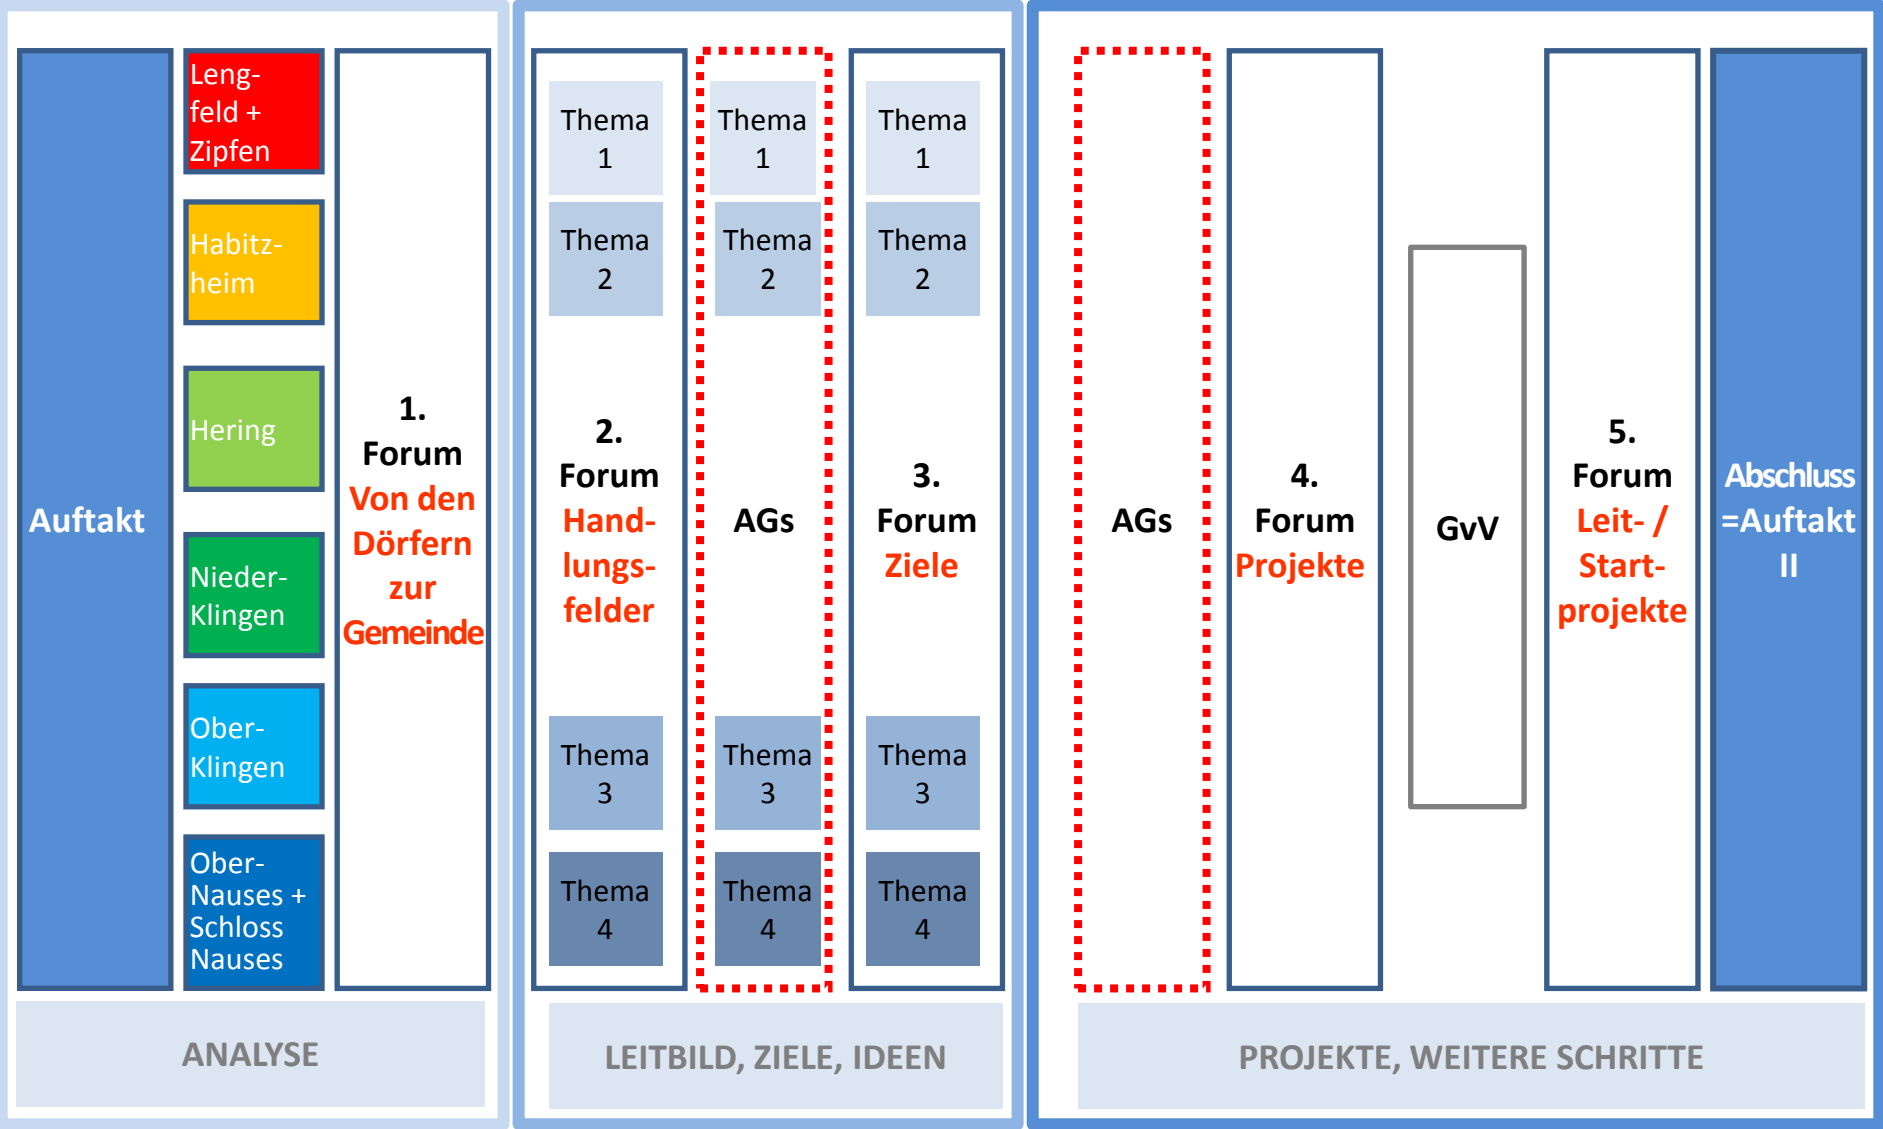 Auftakt
Leng-
feld +
Zipfen
Habitz-
heim
Hering
Nieder-
Klingen
Ober-
Klingen
Ober-
Nauses +
Schloss
Nauses
1.
Forum
Von den
Dörfern
zur
Gemeinde
ANALYSE
Thema
1
Thema
2
2.
Forum
Hand-
lungs-
felder
Thema
3
Thema
4
Thema
1
Thema
2
AGs
Thema
3
Thema
4
Thema
1
Thema
2
3.
Forum
Ziele
Thema
3
Thema
4
LEITBILD, ZIELE, IDEEN
AGs
4.
Forum
Projekte
GvV
5.
Forum
Leit- /
Start-
projekte
Abschluss
=Auftakt
II
PROJEKTE, WEITERE SCHRITTE